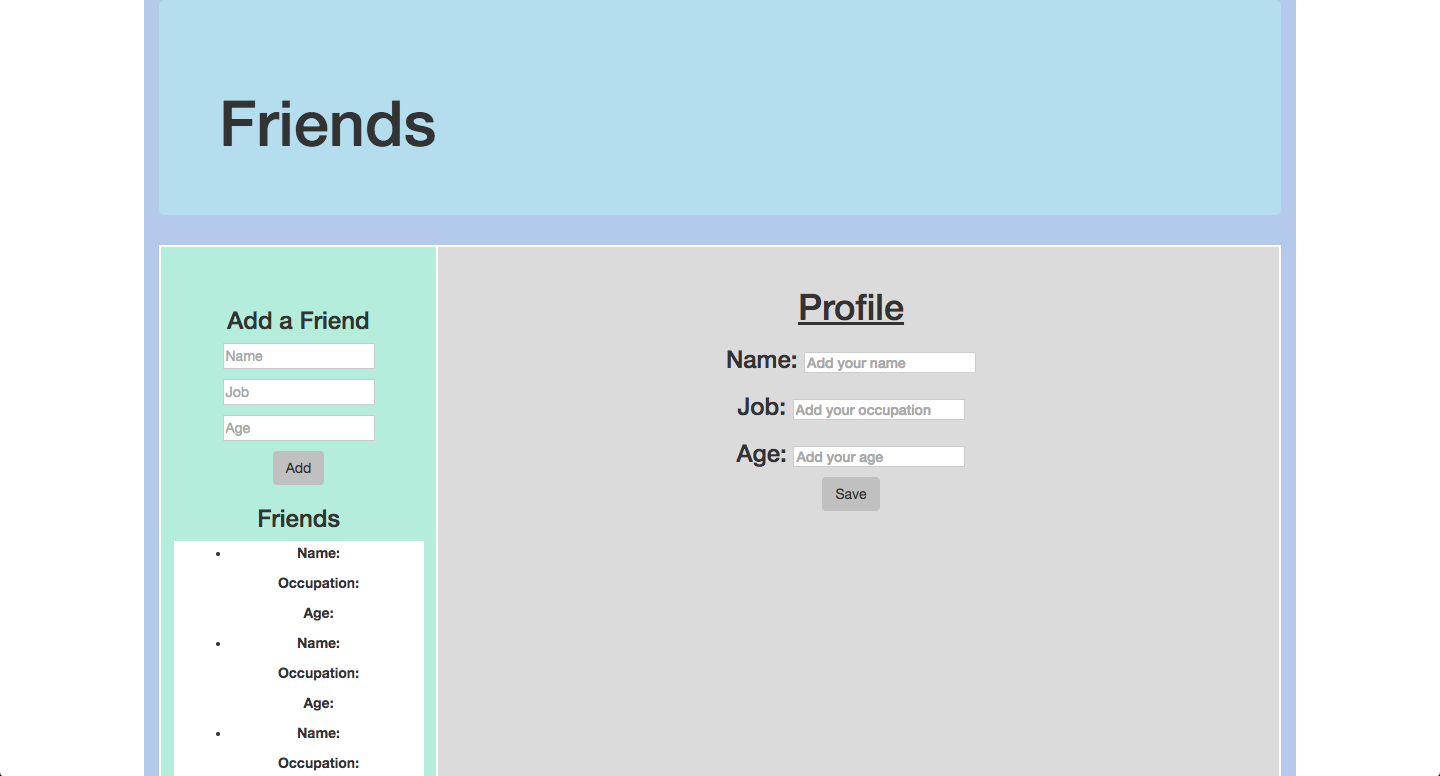 Friends
Add a Friend
Name
Job
Age
Add
Friends
Name:
Occupation:
Age:
Name:
Occupation:
Age:
Name:
Occupation:
Profile
Name: Add your name
Job: Add your occupation
Age: Add your age
Save